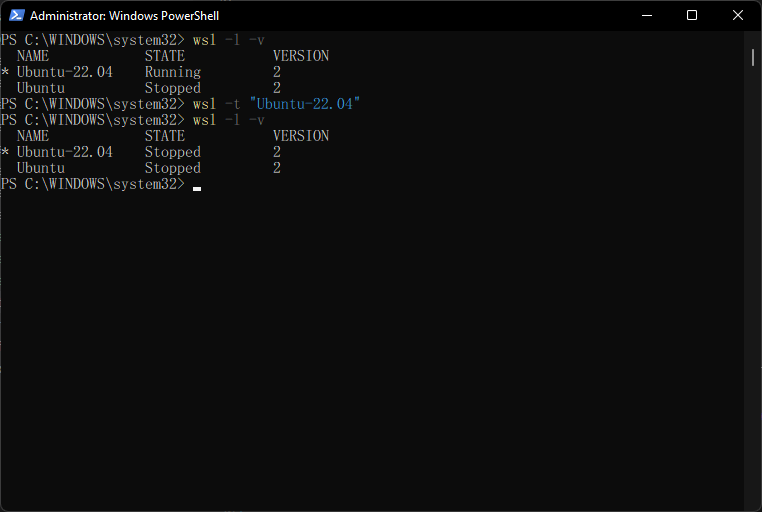 Administrator: Windows PowerShell
PS C:\WINDOWS\system32> wsl -l -v
  NAME            STATE           VERSION
* Ubuntu-22.04    Running         2
  Ubuntu          Stopped         2
PS C:\WINDOWS\system32> wsl -t "Ubuntu-22.04"
PS C:\WINDOWS\system32> wsl -l -v
  NAME            STATE           VERSION
* Ubuntu-22.04    Stopped         2
  Ubuntu          Stopped         2
PS C:\WINDOWS\system32>